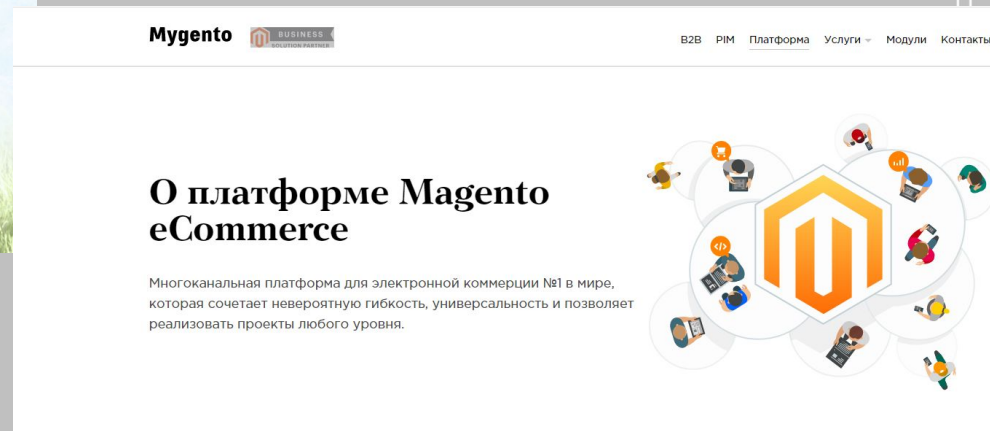 Mygento
BUSINESS
SOLUTION PARTNER
B2B PIM Платформа Услуги Модули Контакты
О платформе Magento
eCommerce
Многоканальная платформа для электронной коммерции №1 в мире,
которая сочетает невероятную гибкость, универсальность и позволяет
реализовать проекты любого уровня.